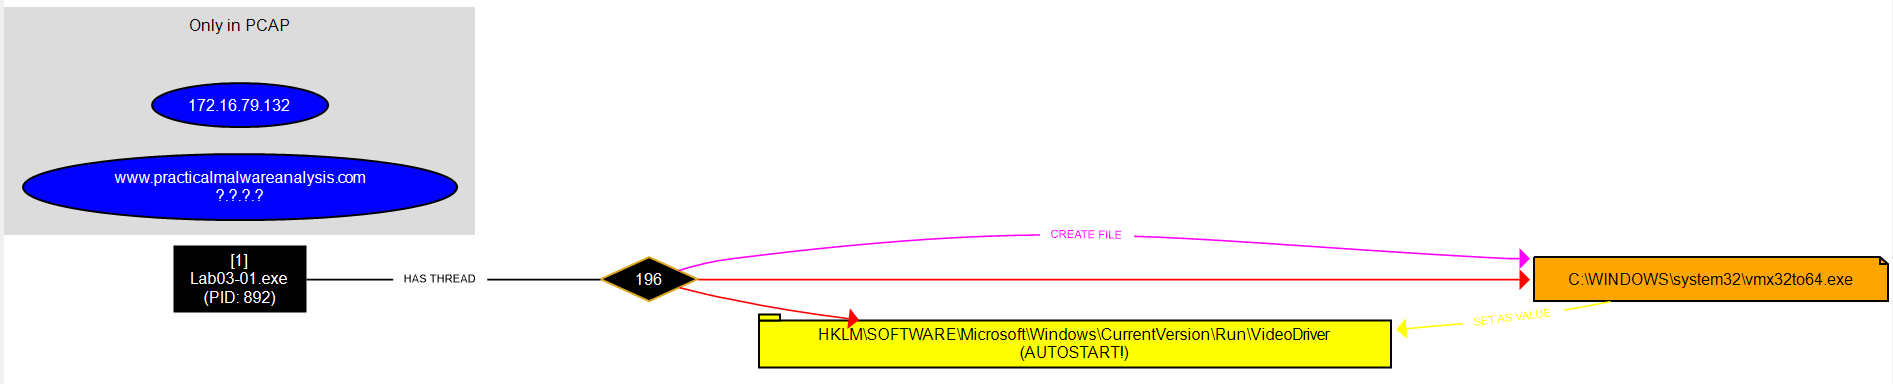 Only in PCAP
172.16.79.132
www.practicalmalwareanalysis.com
?.?.?.?
CREATE FILE
[1]
Lab03-01.exe
(PID: 892)
HAS THREAD
196
C:\WINDOWS\system32\vmx32to64.exe
SET AS VALUE
HKLM\SOFTWARE\Microsoft\Windows\CurrentVersion\Run\VideoDriver
(AUTOSTART!)